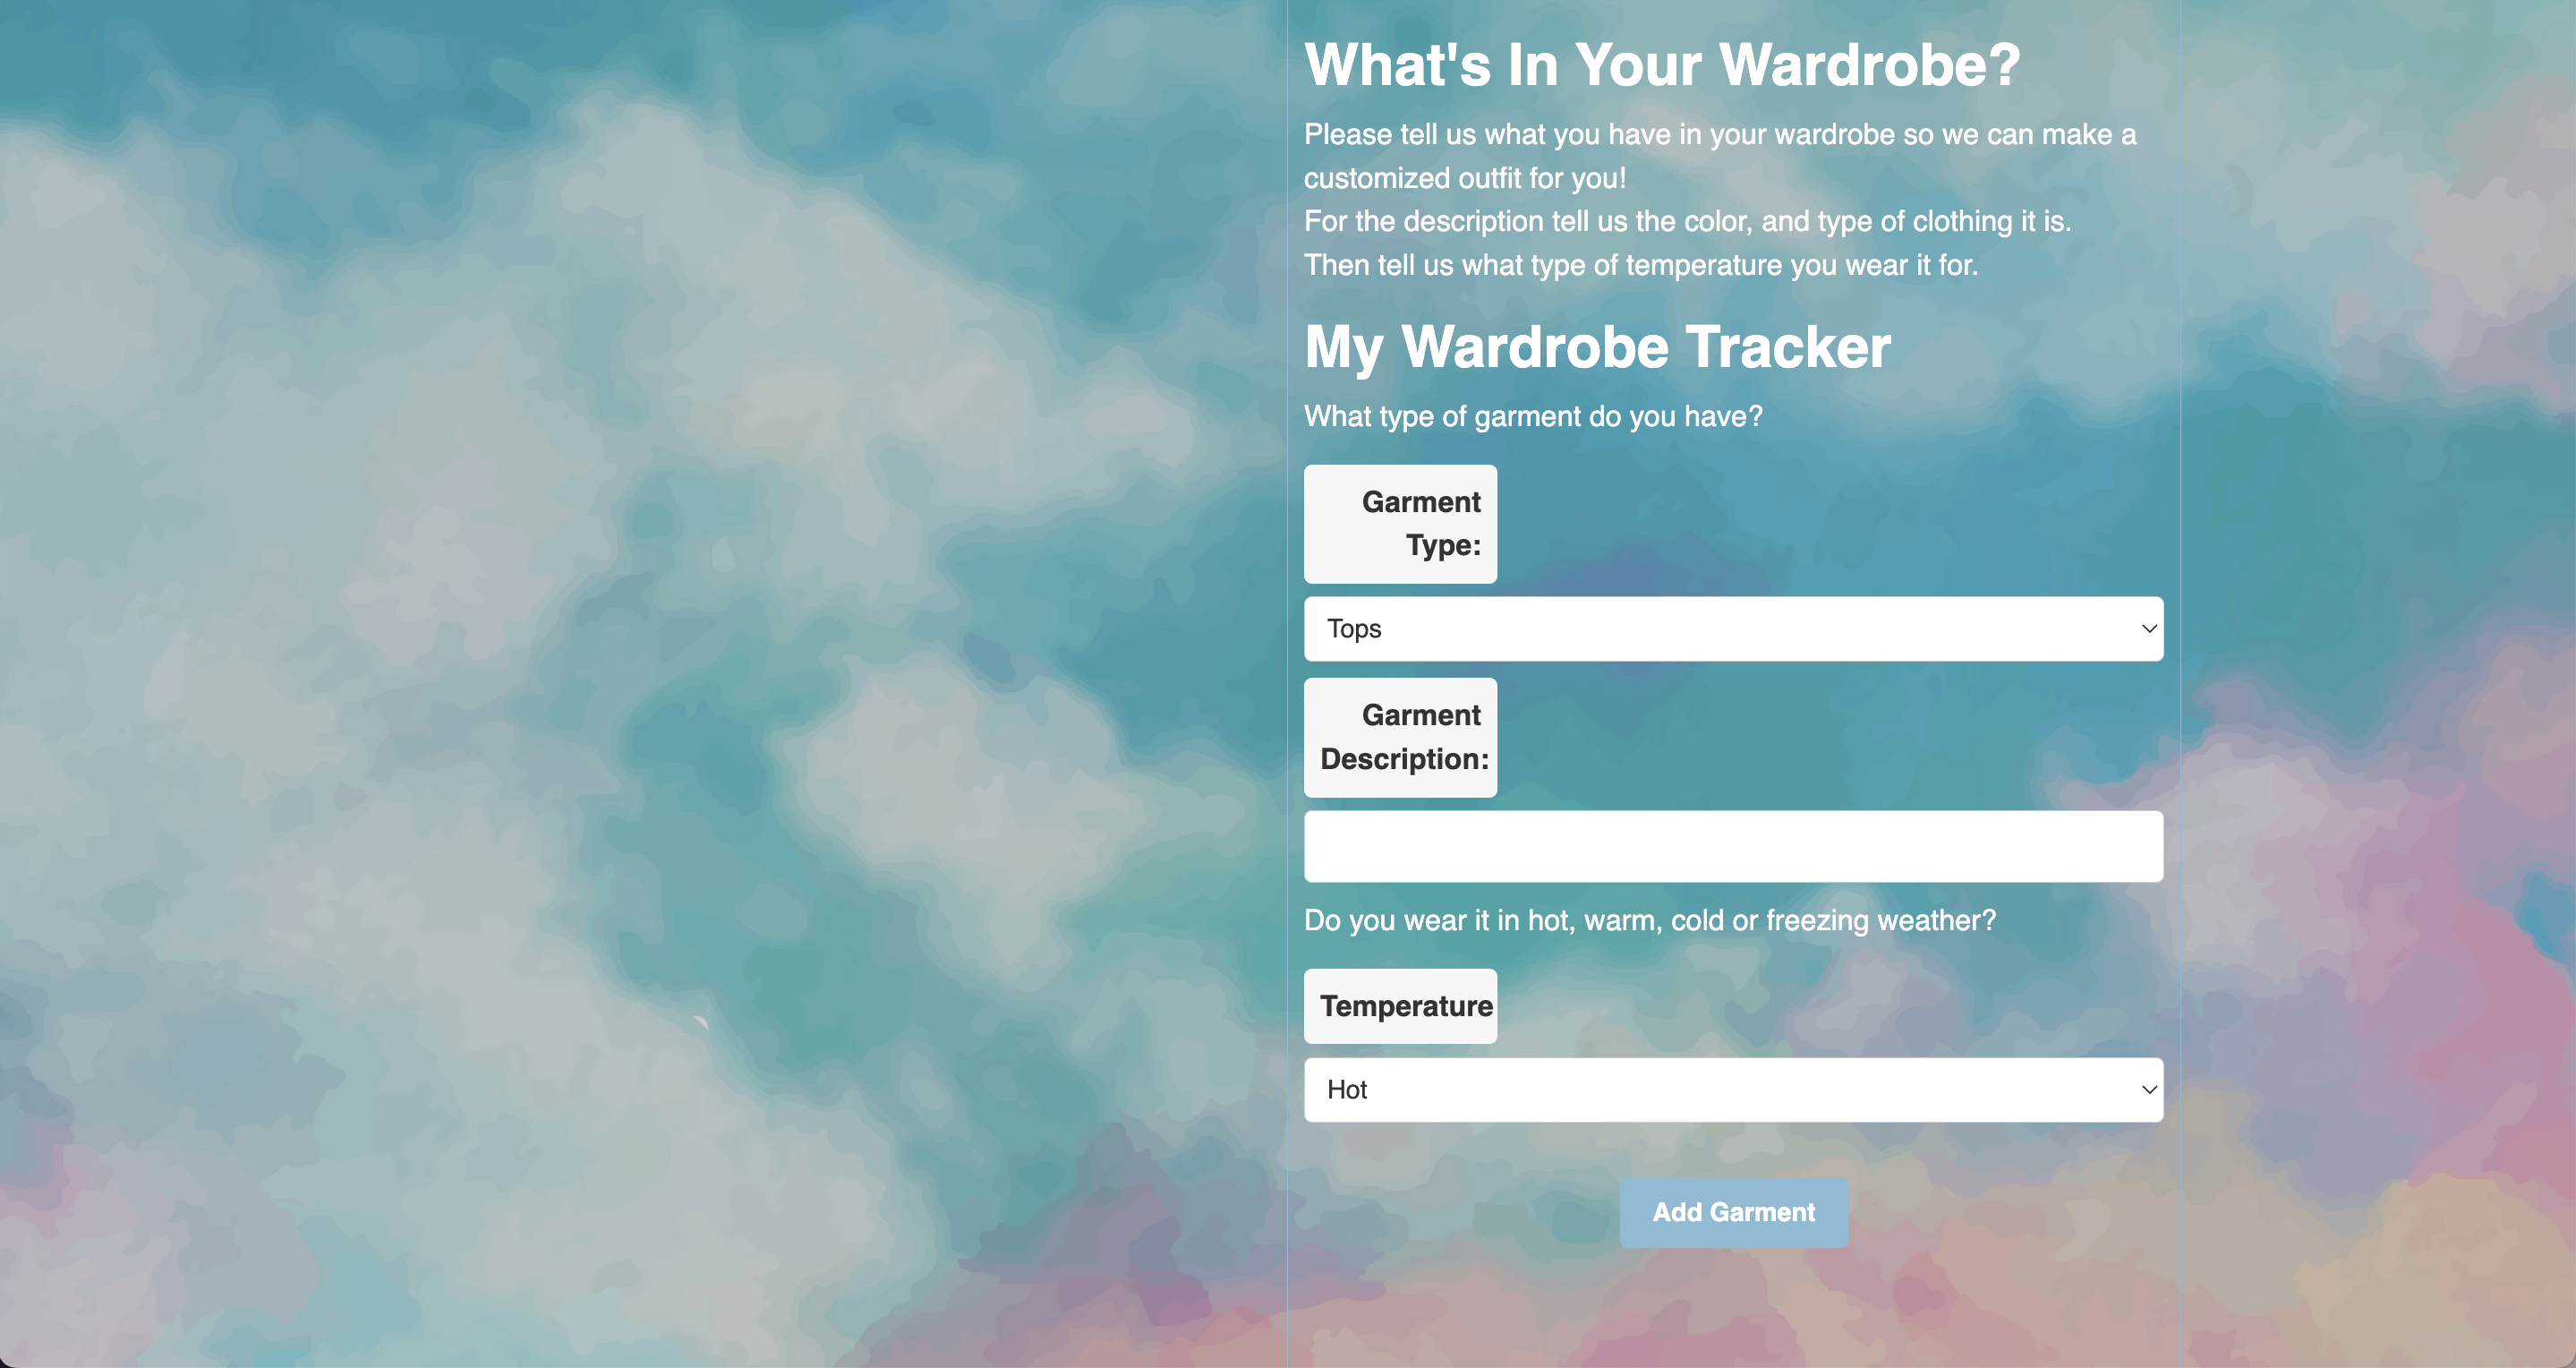 What's In Your Wardrobe?
Please tell us what you have in your wardrobe so we can make a
customized outfit for you!
For the description tell us the color, and type of clothing it is.
Then tell us what type of temperature you wear it for.
My Wardrobe Tracker
What type of garment do you have?
Garment
Type:
Tops
Garment
Description:
Do you wear it in hot, warm, cold or freezing weather?
Temperature
Hot
Add Garment